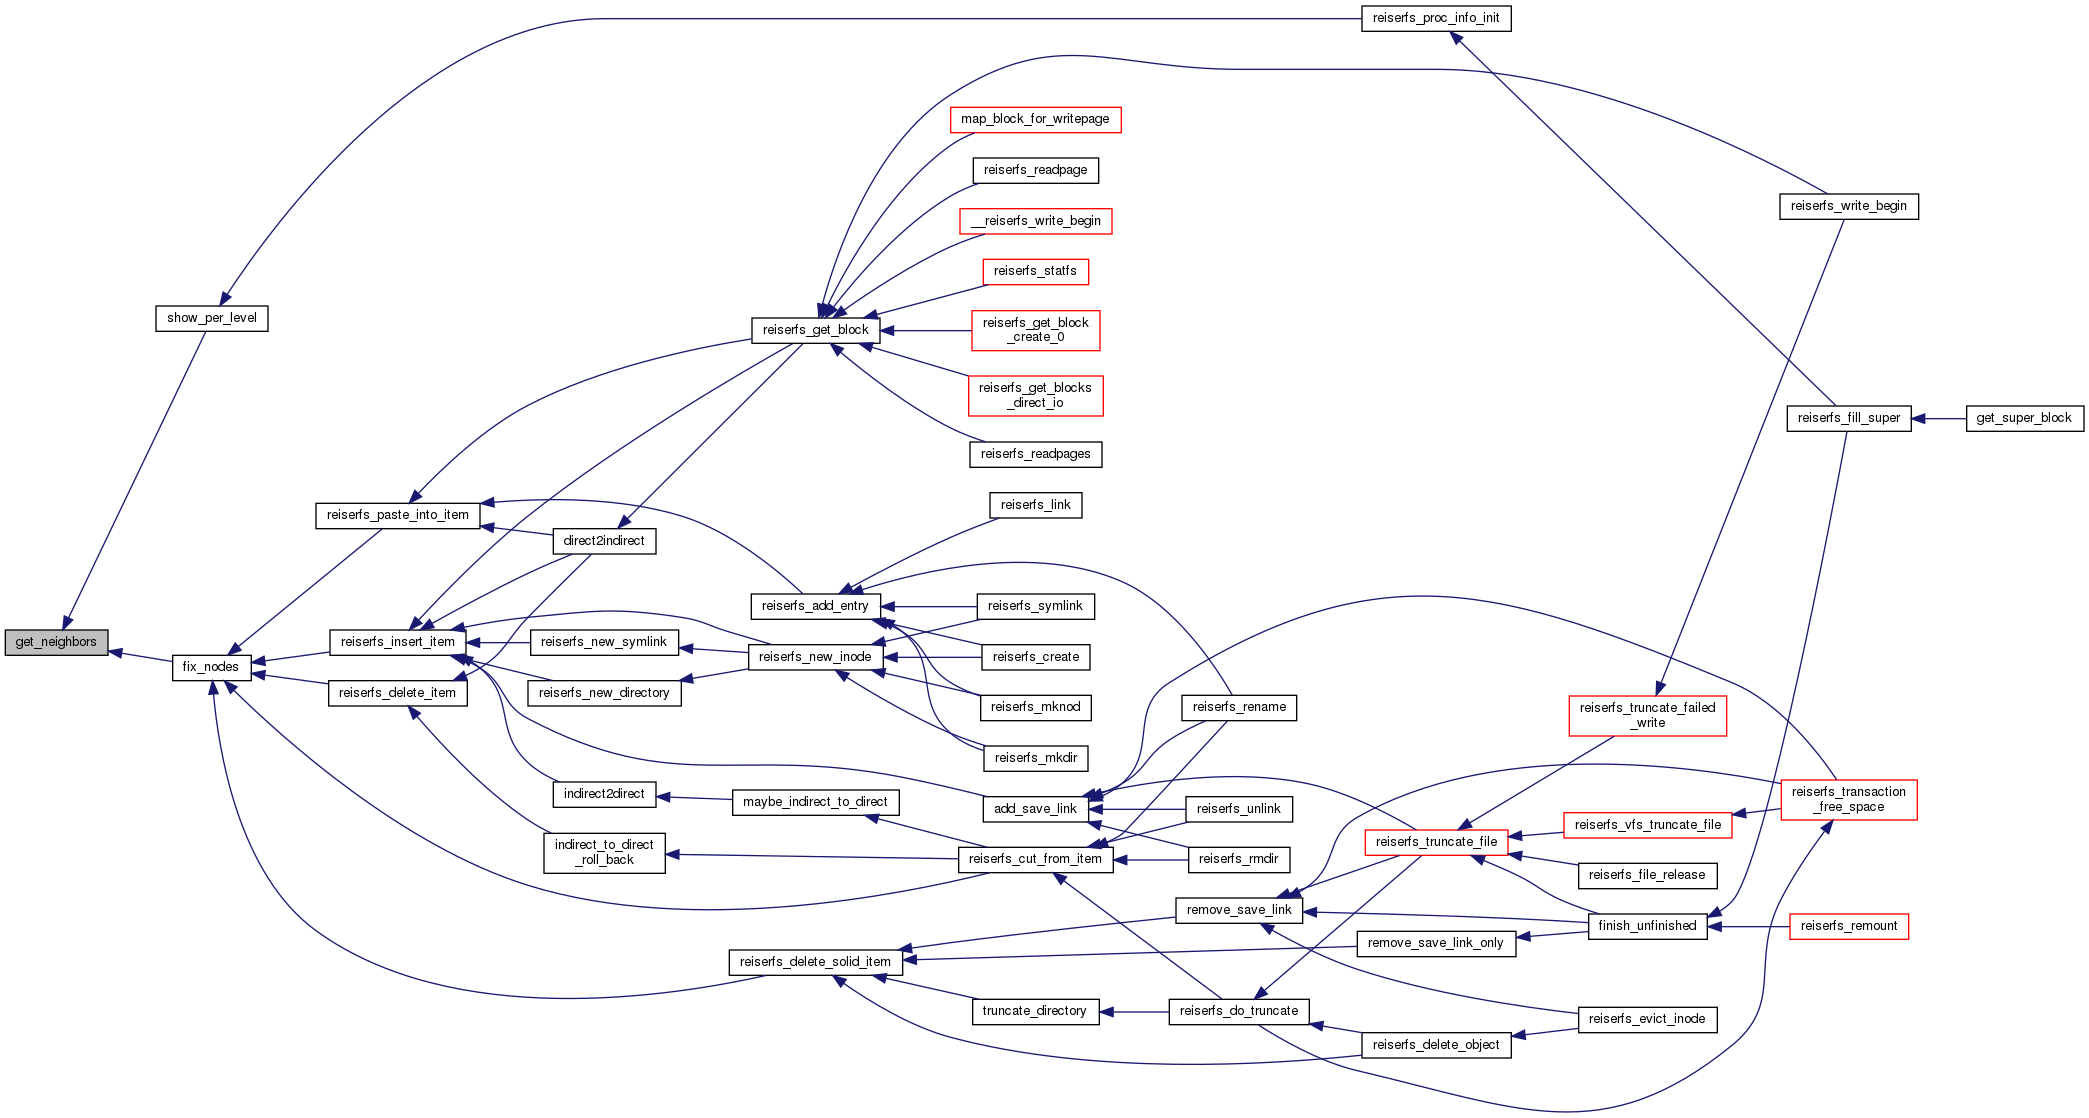 reiserfs_proc_info_init
map_block_for_writepage
reiserfs_readpage
reiserfs_write_begin
__reiserfs_write_begin
reiserfs_statfs
show_per_level
reiserfs_get_block
reiserfs_get_block
_create_0
reiserfs_get_blocks
_direct_io
reiserfs_fill_super
get_super_block
reiserfs_readpages
reiserfs_link
reiserfs_paste_into_item
direct2indirect
reiserfs_add_entry
reiserfs_symlink
get_neighbors
reiserfs_insert_item
reiserfs_new_symlink
reiserfs_new_inode
reiserfs_create
fix_nodes
reiserfs_delete_item
reiserfs_new_directory
reiserfs_mknod
reiserfs_rename
reiserfs_truncate_failed
_write
reiserfs_mkdir
indirect2direct
maybe_indirect_to_direct
add_save_link
reiserfs_unlink
reiserfs_transaction
_free_space
reiserfs_vfs_truncate_file
reiserfs_truncate_file
indirect_to_direct
_roll_back
reiserfs_cut_from_item
reiserfs_rmdir
reiserfs_file_release
remove_save_link
finish_unfinished
reiserfs_remount
remove_save_link_only
reiserfs_delete_solid_item
truncate_directory
reiserfs_do_truncate
reiserfs_evict_inode
reiserfs_delete_object